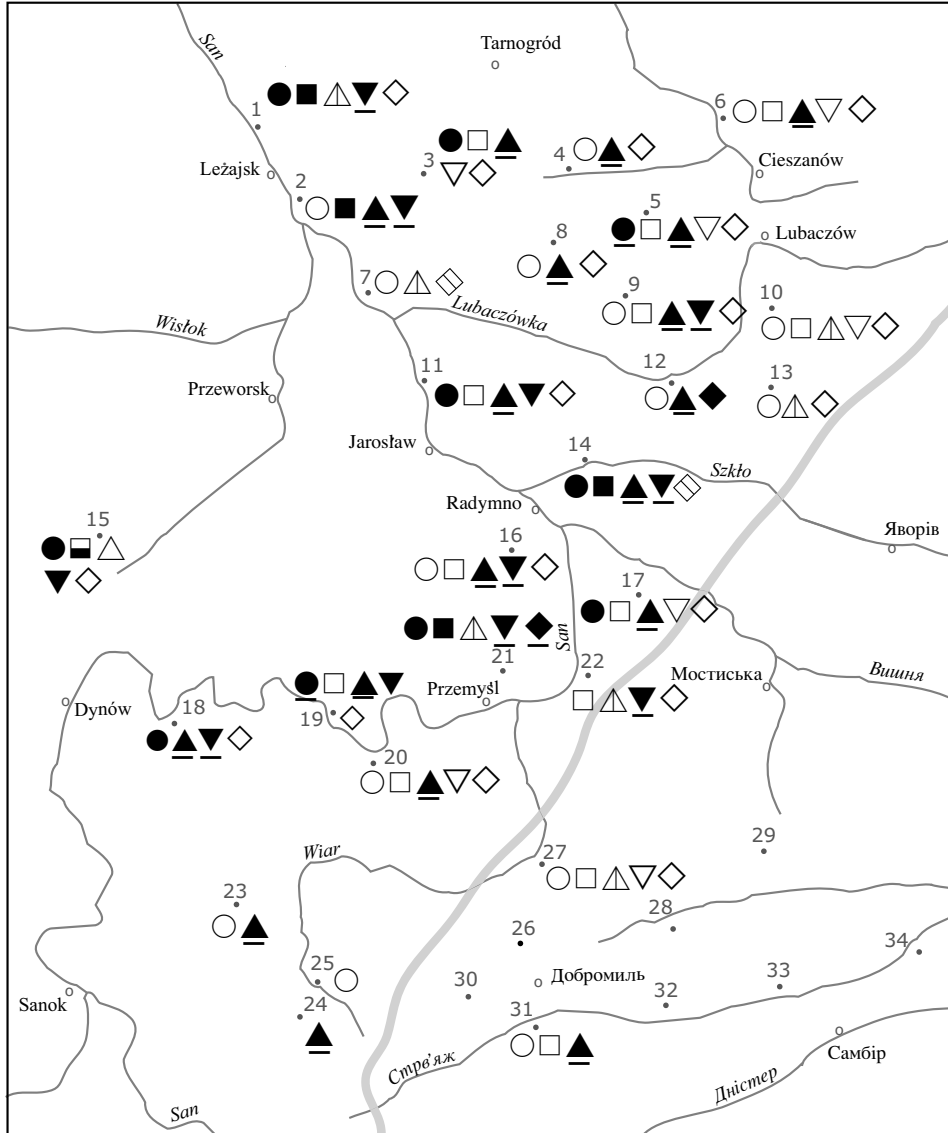 San
Tarnogród
1
6
3
4
Cieszanów
Leżajsk
2
5
8
Lubaczów
7
9
10
Lubaczówka
Wisłok
11
12
13
Przeworsk
Jarosław
14
Szkło
Radymno
15
16
Яворів
17
San
21
22
Przemyśl
Мостиська
Вишня
Dynów
18
19
20
29
Wiar
27
23
28
26
34
25
30
Добромиль
33
Sanok
24
32
31
Самбір
Стрв’яж
Дністер
San